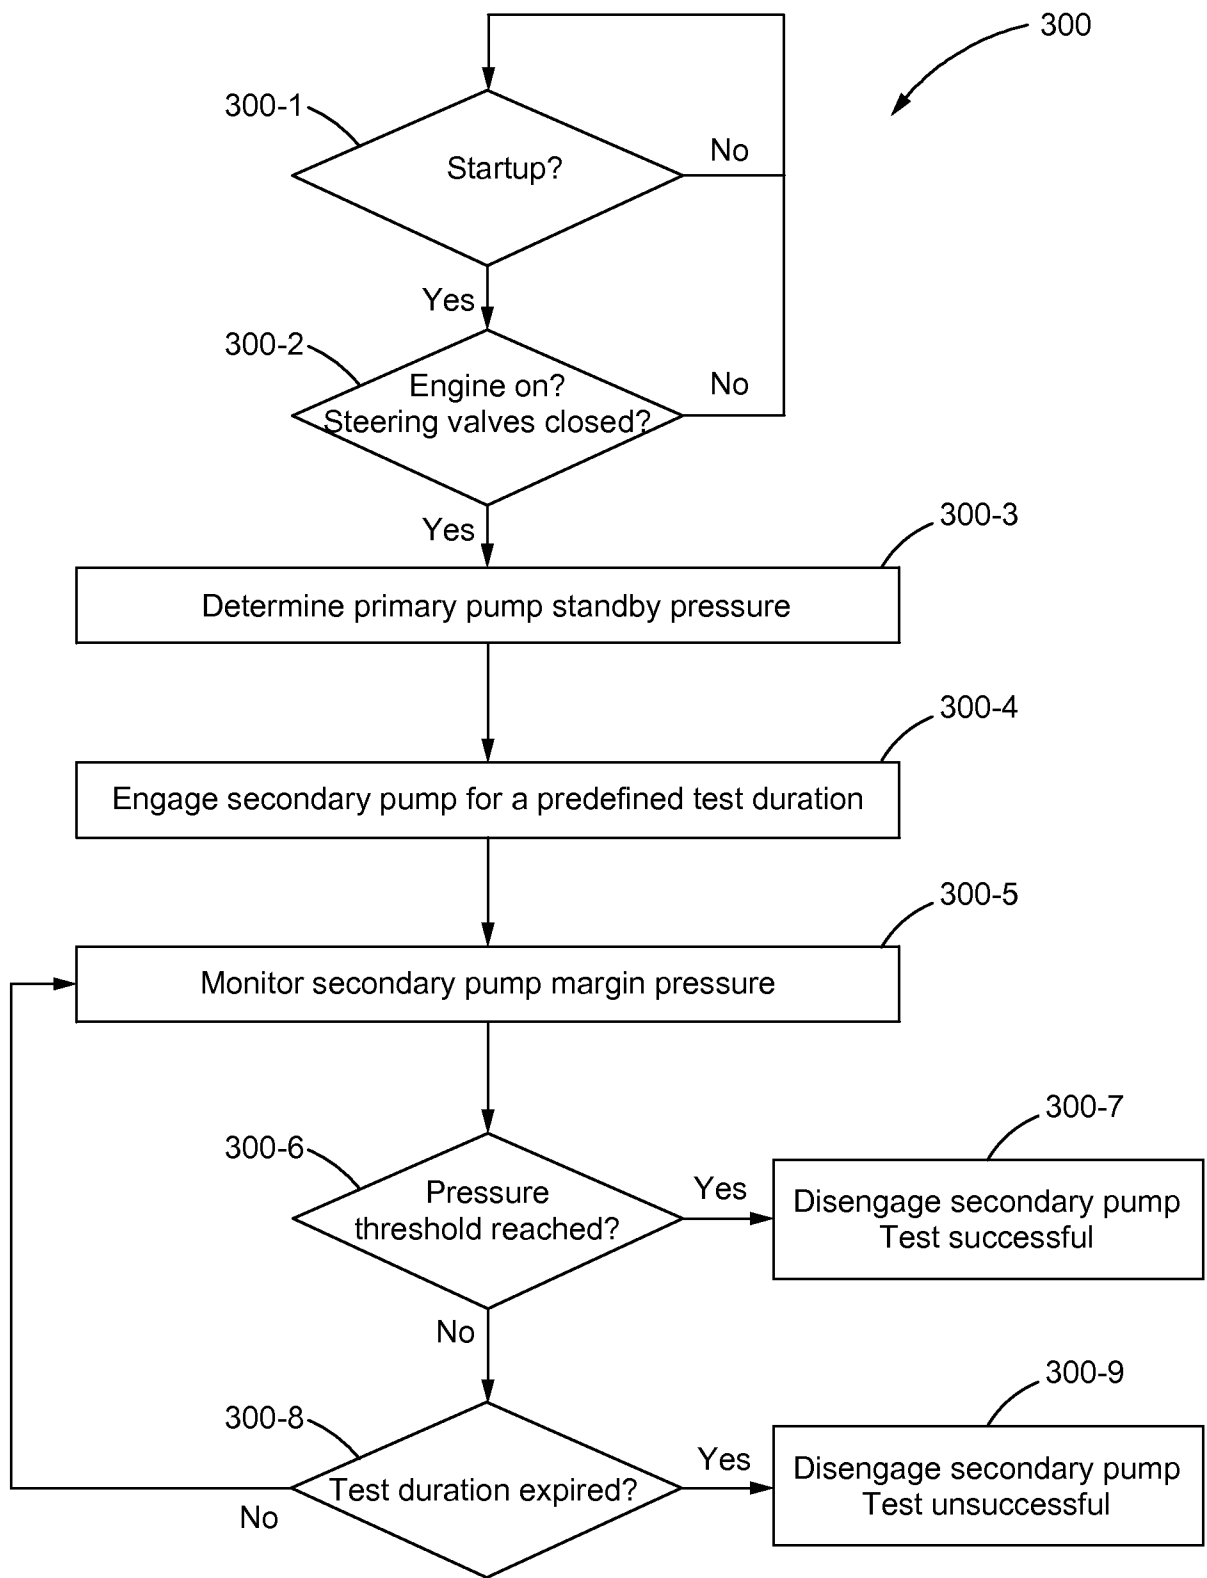 300
300-1
Startup?
No
Yes
300-2
Engine on?
Steering valves closed?
No
Yes
300-3
Determine primary pump standby pressure
300-4
Engage secondary pump for a predefined test duration
300-5
Monitor secondary pump margin pressure
300-6
Pressure
threshold reached?
Yes
300-7
Disengage secondary pump
Test successful
No
300-8
Test duration expired?
Yes
300-9
Disengage secondary pump
Test unsuccessful
No